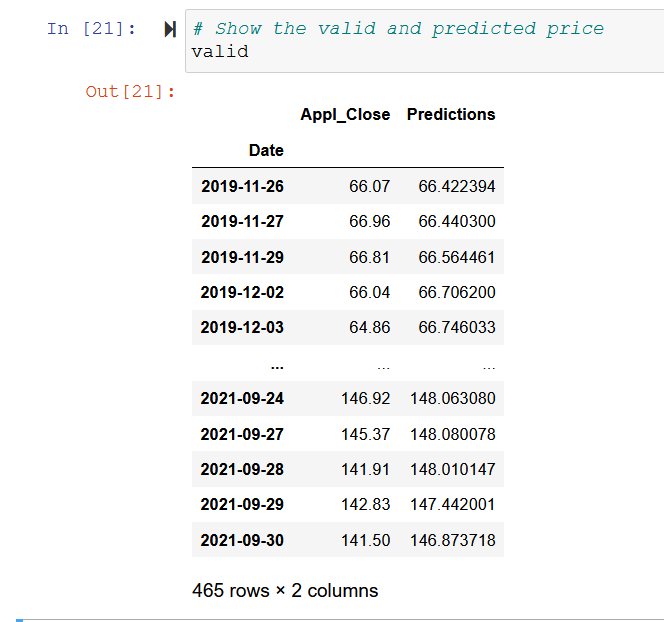 In [21]: # Show the valid and predicted price
valid
Out[21]:
Appl_Close Predictions
Date
2019-11-26 66.07 66.422394
2019-11-27 66.96 66.440300
2019-11-29 66.81 66.564461
2019-12-02 66.04 66.706200
2019-12-03 64.86 66.746033
... ... ...
2021-09-24 146.92 148.063080
2021-09-27 145.37 148.080078
2021-09-28 141.91 148.010147
2021-09-29 142.83 147.442001
2021-09-30 141.50 146.873718
465 rows × 2 columns